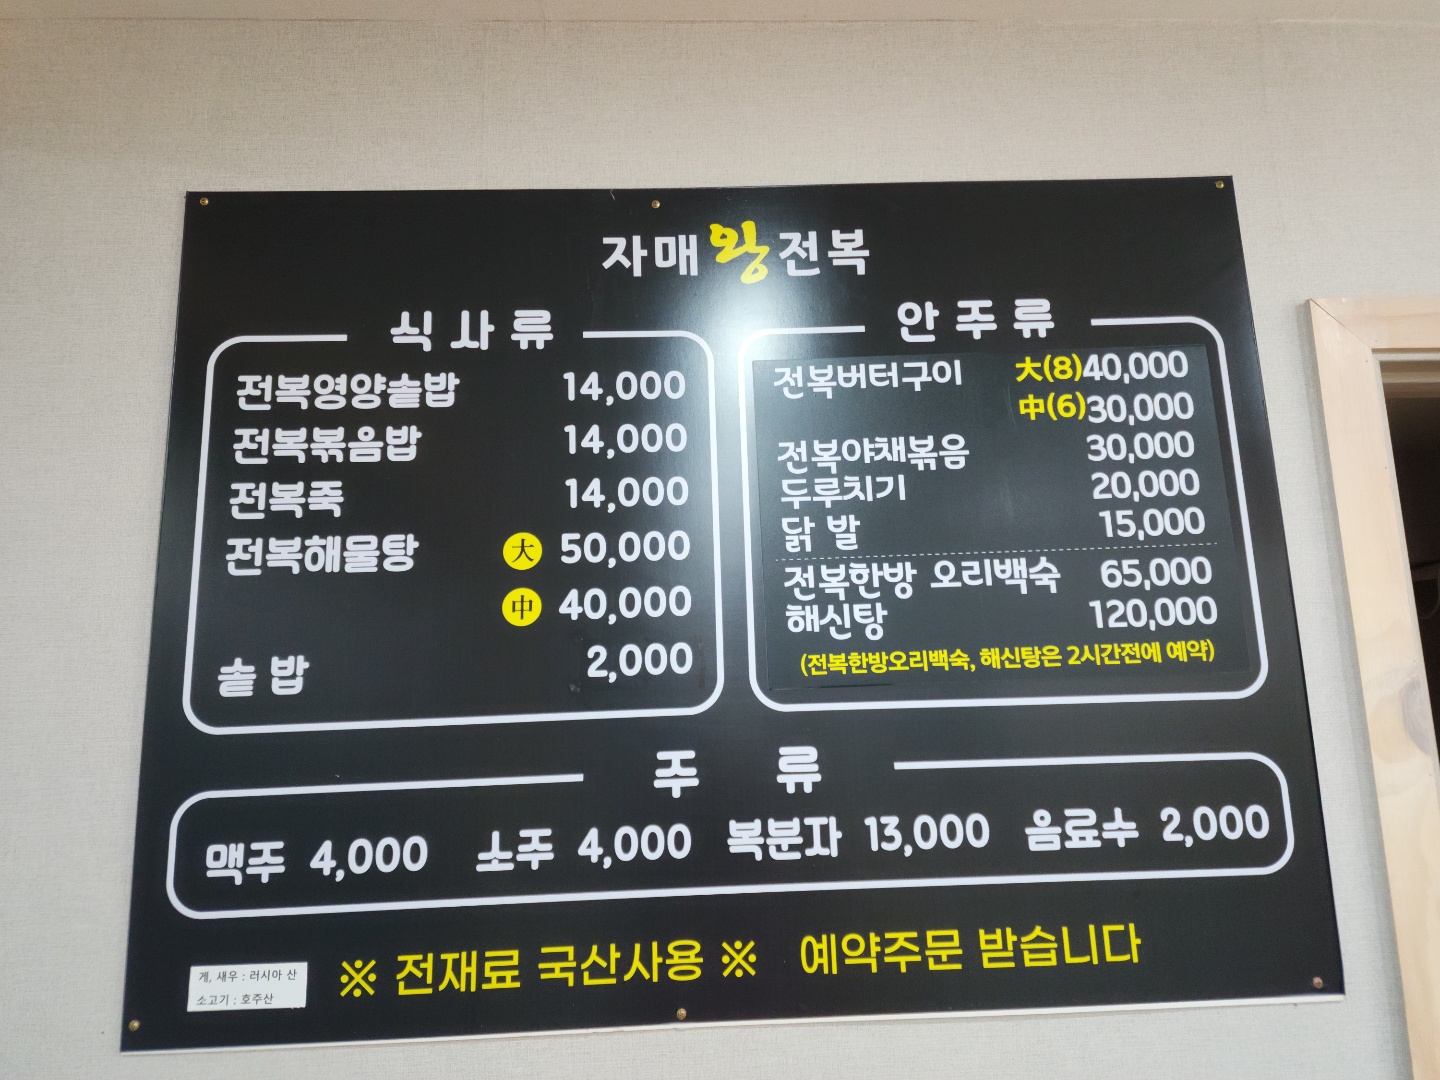 자매왕전복
식사류
전복영양솥밥 14,000
전복볶음밥 14,000
전복죽 14,000
전복해물탕 大 50,000
中 40,000
솥 밥 2,000
안주류
전복버터구이 大(8)40,000
中(6)30,000
전복야채볶음 30,000
두루치기 20,000
닭 발 15,000
전복한방 오리백숙 65,000
해신탕 120,000
(전복한방오리백숙, 해신탕은 2시간전에 예약)
주 류
맥주 4,000 소주 4,000 복분자 13,000 음료수 2,000
※ 전재료 국산사용 ※ 예약주문 받습니다
게, 새우 : 러시아 산
소고기 : 호주산